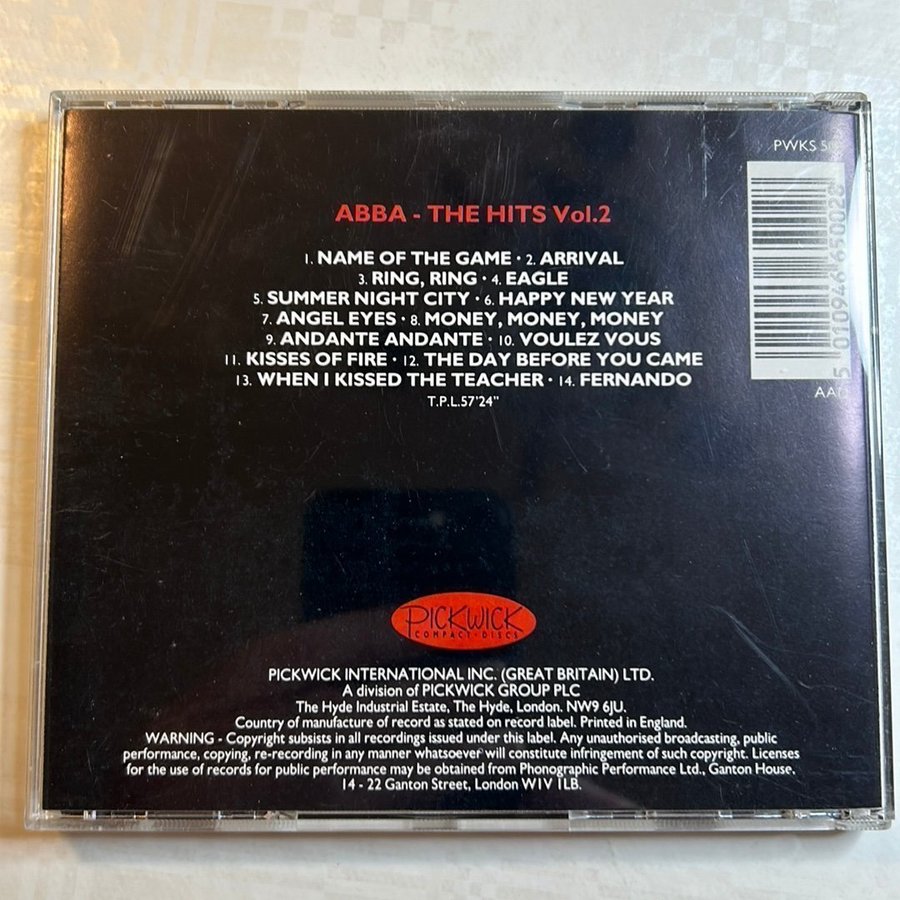 PWKS
ABBA - THE HITS Vol.2
1. NAME OF THE GAME • 2. ARRIVAL
3. RING, RING • 4. EAGLE
5. SUMMER NIGHT CITY • 6. HAPPY NEW YEAR
7. ANGEL EYES • 8. MONEY, MONEY, MONEY
9. ANDANTE ANDANTE • 10. VOULEZ VOUS
11. KISSES OF FIRE • 12. THE DAY BEFORE YOU CAME
13. WHEN I KISSED THE TEACHER • 14. FERNANDO
T.P.L.57'24"
PICKWICK
COMPACT • DISCS
PICKWICK INTERNATIONAL INC. (GREAT BRITAIN) LTD.
A division of PICKWICK GROUP PLC
The Hyde Industrial Estate, The Hyde, London. NW9 6JU.
Country of manufacture of record as stated on record label. Printed in England.
WARNING - Copyright subsists in all recordings issued under this label. Any unauthorised broadcasting, public
performance, copying, re-recording in any manner whatsoever will constitute infringement of such copyright. Licenses
for the use of records for public performance may be obtained from Phonographic Performance Ltd., Ganton House.
14 - 22 Ganton Street, London W1V 1LB.